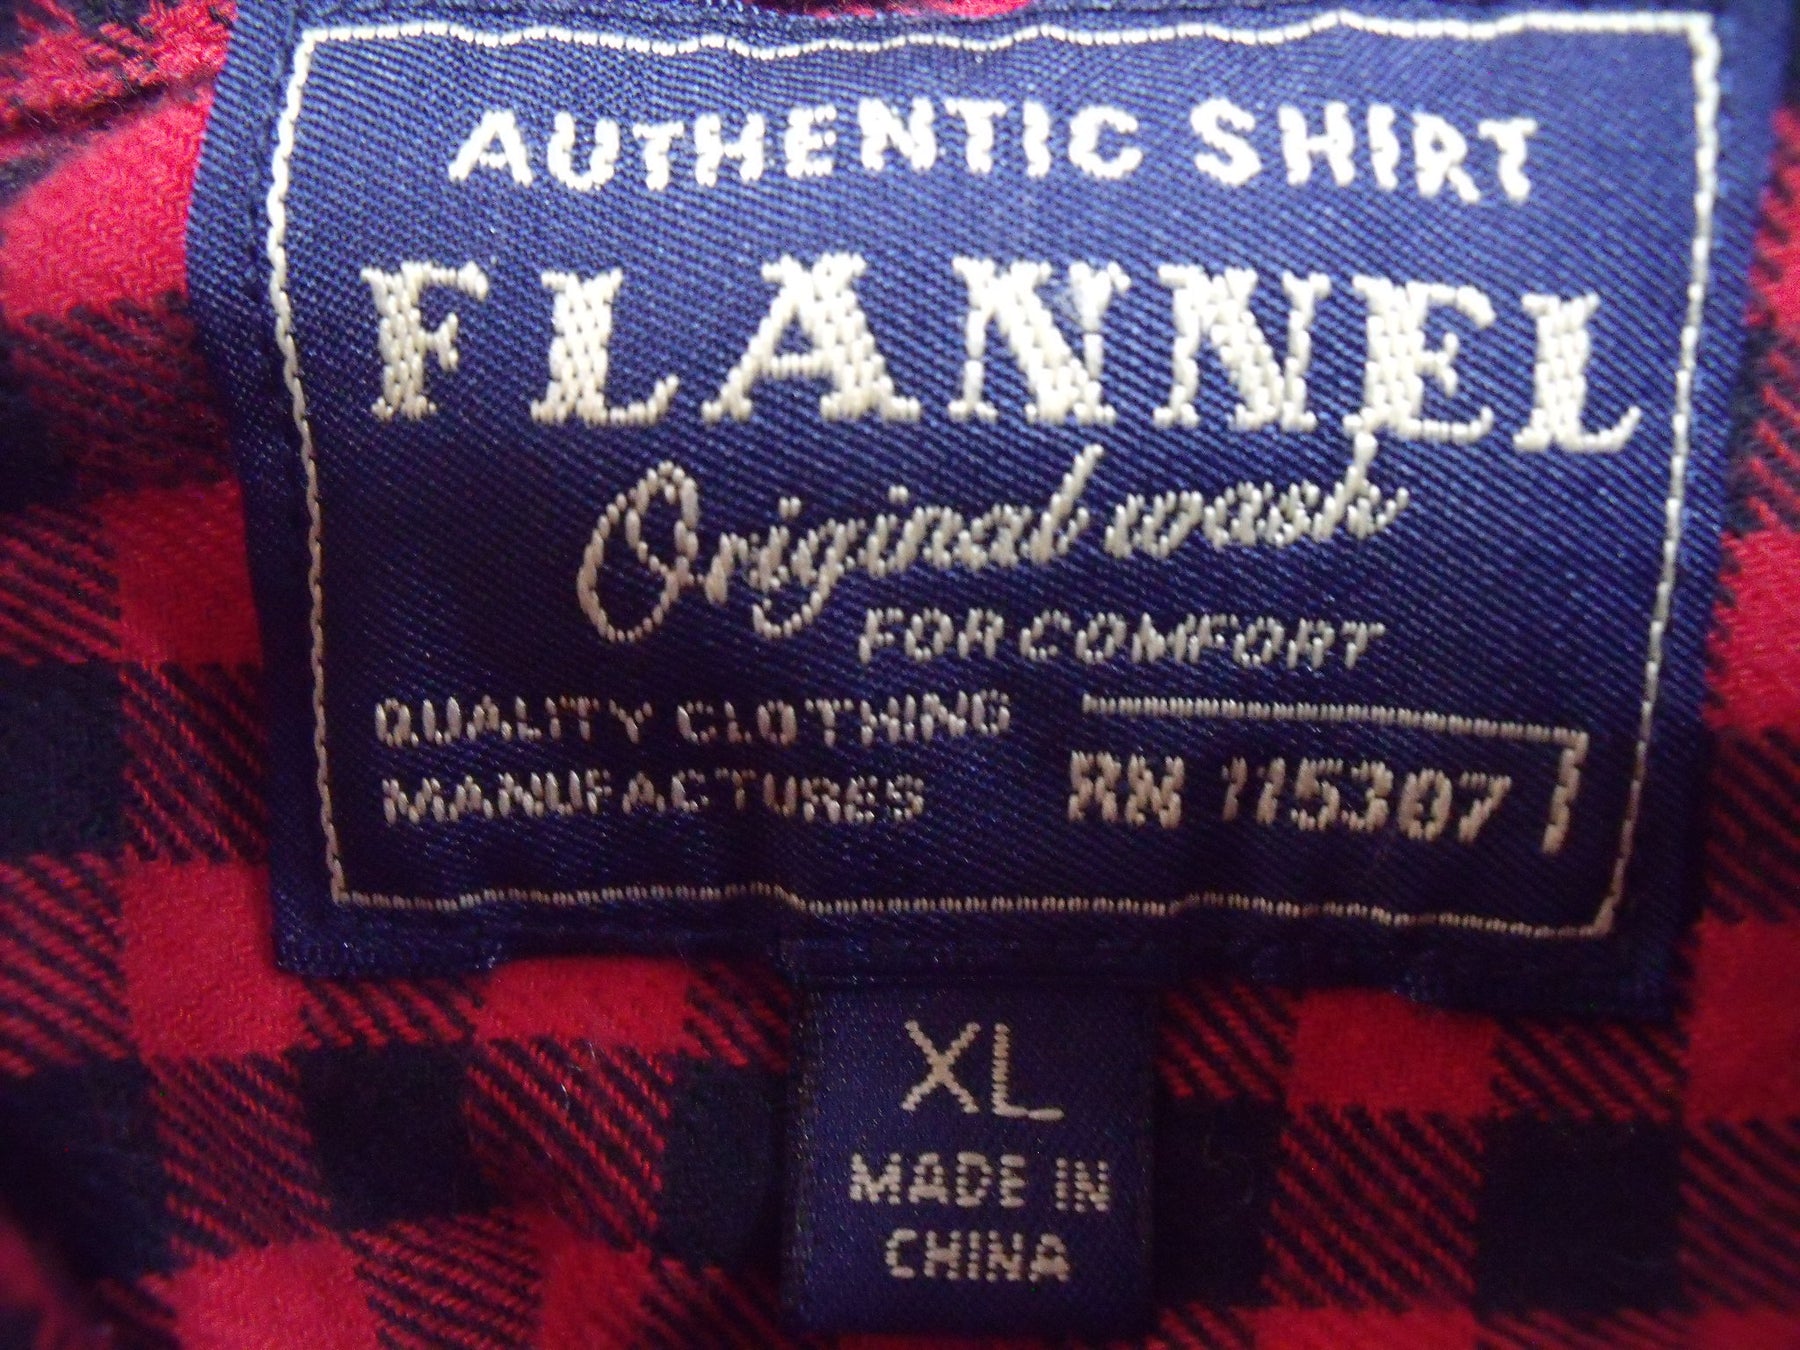 AUTHENTIC SHIRT
FLANNEL
Original wash
FOR COMFORT
QUALITY CLOTHING
MANUFACTURES
RN 115307
XL
MADE IN
CHINA